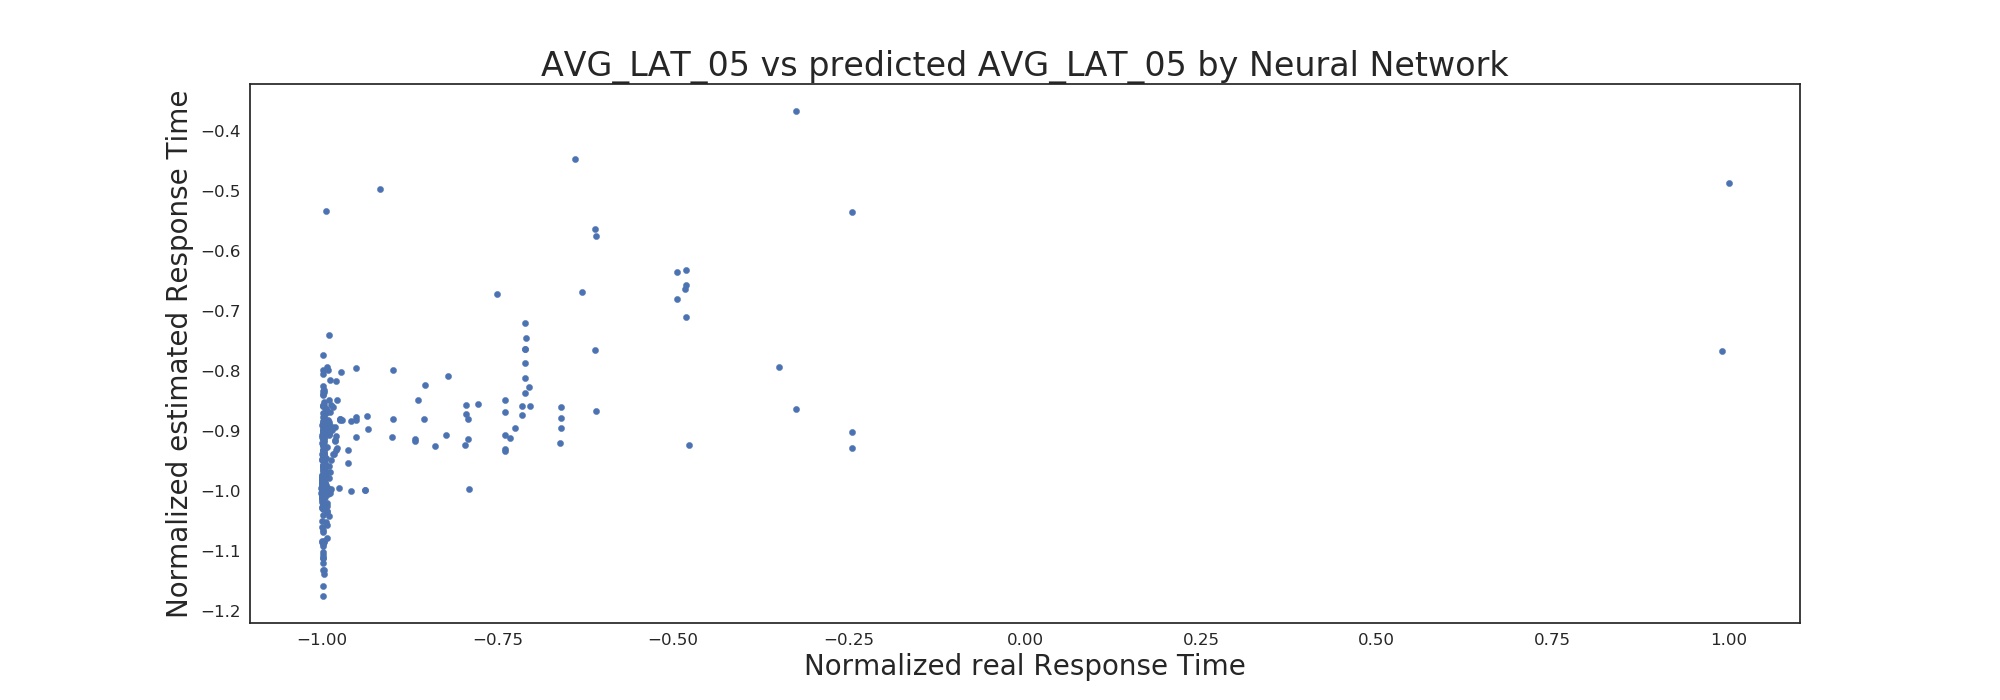 AVG_LAT_05 vs predicted AVG_LAT_05 by Neural Network
Normalized estimated Response Time
−0.4
−0.5
−0.6
−0.7
−0.8
−0.9
−1.0
−1.1
−1.2
−1.00 −0.75 −0.50 −0.25 0.00 0.25 0.50 0.75 1.00
Normalized real Response Time